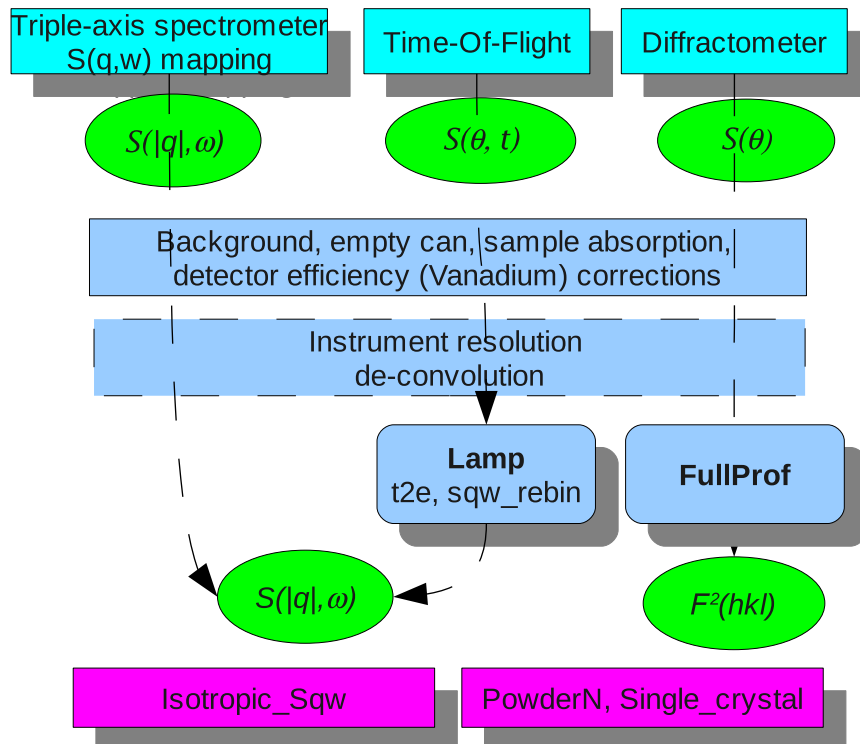 Triple-axis spectrometer
S(q,w) mapping
Time-Of-Flight
Diffractometer
S(|q|,ω)
S(θ, t)
S(θ)
Background, empty can, sample absorption,
detector efficiency (Vanadium) corrections
Instrument resolution
de-convolution
Lamp
t2e, sqw_rebin
FullProf
S(|q|,ω)
F²(hkl)
Isotropic_Sqw
PowderN, Single_crystal